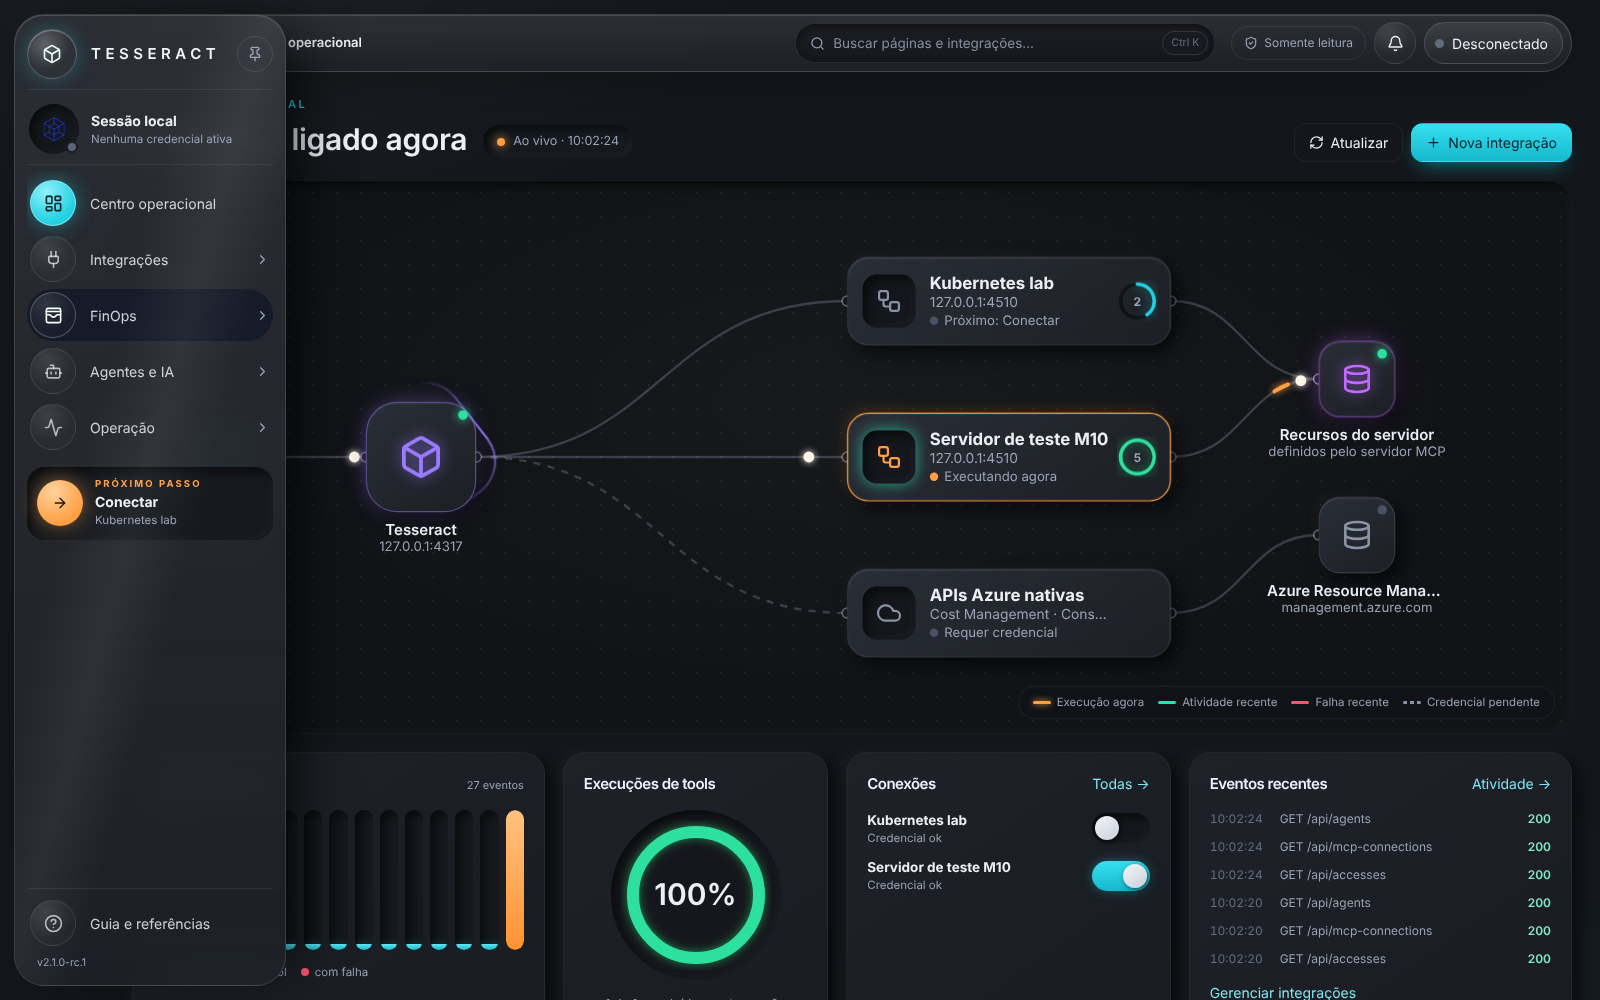 TESSERACT
Sessão local
Nenhuma credencial ativa
Centro operacional
Integrações
FinOps
Agentes e IA
Operação
PRÓXIMO PASSO
Conectar
Kubernetes lab
Guia e referências
v2.1.0-rc.1
operacional
Buscar páginas e integrações...
Ctrl K
Somente leitura
Desconectado
AL
ligado agora
Ao vivo · 10:02:24
Atualizar
Nova integração
Tesseract
127.0.0.1:4317
Kubernetes lab
127.0.0.1:4510
Próximo: Conectar
2
Servidor de teste M10
127.0.0.1:4510
Executando agora
5
APIs Azure nativas
Cost Management · Cons...
Requer credencial
Recursos do servidor
definidos pelo servidor MCP
Azure Resource Mana...
management.azure.com
Execução agora
Atividade recente
Falha recente
Credencial pendente
27 eventos
com falha
Execuções de tools
100%
Conexões
Todas →
Kubernetes lab
Credencial ok
Servidor de teste M10
Credencial ok
Eventos recentes
Atividade →
10:02:24 GET /api/agents 200
10:02:24 GET /api/mcp-connections 200
10:02:24 GET /api/accesses 200
10:02:20 GET /api/agents 200
10:02:20 GET /api/mcp-connections 200
10:02:20 GET /api/accesses 200
Gerenciar integrações